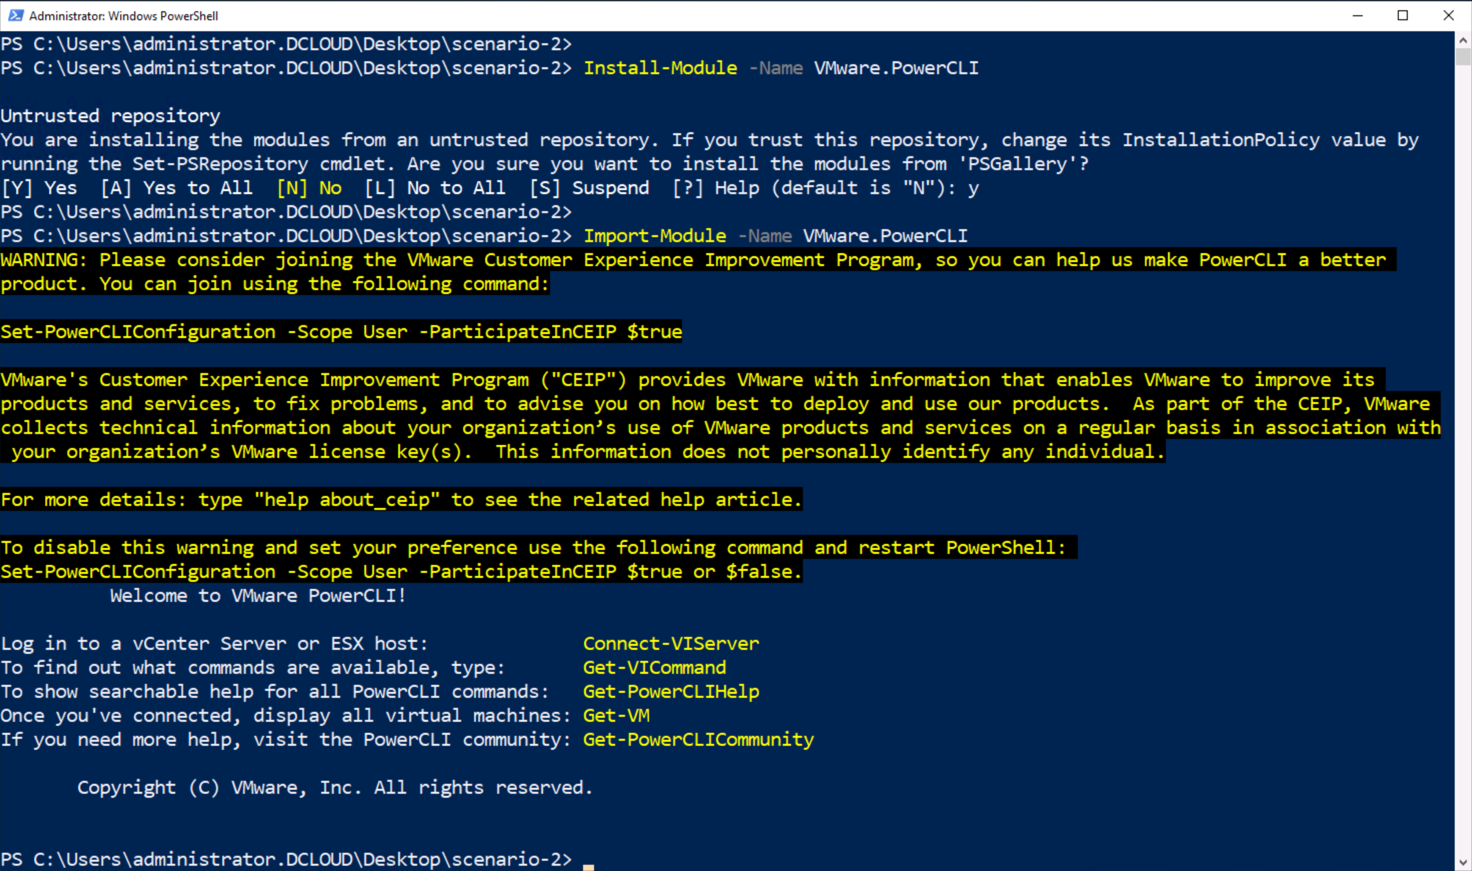 Administrator: Windows PowerShell
PS C:\Users\administrator.DCLOUD\Desktop\scenario-2>
PS C:\Users\administrator.DCLOUD\Desktop\scenario-2> Install-Module -Name VMware.PowerCLI
Untrusted repository
You are installing the modules from an untrusted repository. If you trust this repository, change its InstallationPolicy value by
running the Set-PSRepository cmdlet. Are you sure you want to install the modules from 'PSGallery'?
[Y] Yes  [A] Yes to All  [N] No  [L] No to All  [S] Suspend  [?] Help (default is "N"): y
PS C:\Users\administrator.DCLOUD\Desktop\scenario-2>
PS C:\Users\administrator.DCLOUD\Desktop\scenario-2> Import-Module -Name VMware.PowerCLI
WARNING: Please consider joining the VMware Customer Experience Improvement Program, so you can help us make PowerCLI a better
product. You can join using the following command:
Set-PowerCLIConfiguration -Scope User -ParticipateInCEIP $true
VMware's Customer Experience Improvement Program ("CEIP") provides VMware with information that enables VMware to improve its
products and services, to fix problems, and to advise you on how best to deploy and use our products.  As part of the CEIP, VMware
collects technical information about your organization’s use of VMware products and services on a regular basis in association with
your organization’s VMware license key(s).  This information does not personally identify any individual.
For more details: type "help about_ceip" to see the related help article.
To disable this warning and set your preference use the following command and restart PowerShell:
Set-PowerCLIConfiguration -Scope User -ParticipateInCEIP $true or $false.
Welcome to VMware PowerCLI!
Log in to a vCenter Server or ESX host: Connect-VIServer
To find out what commands are available, type: Get-VICommand
To show searchable help for all PowerCLI commands: Get-PowerCLIHelp
Once you've connected, display all virtual machines: Get-VM
If you need more help, visit the PowerCLI community: Get-PowerCLICommunity
Copyright (C) VMware, Inc. All rights reserved.
PS C:\Users\administrator.DCLOUD\Desktop\scenario-2>